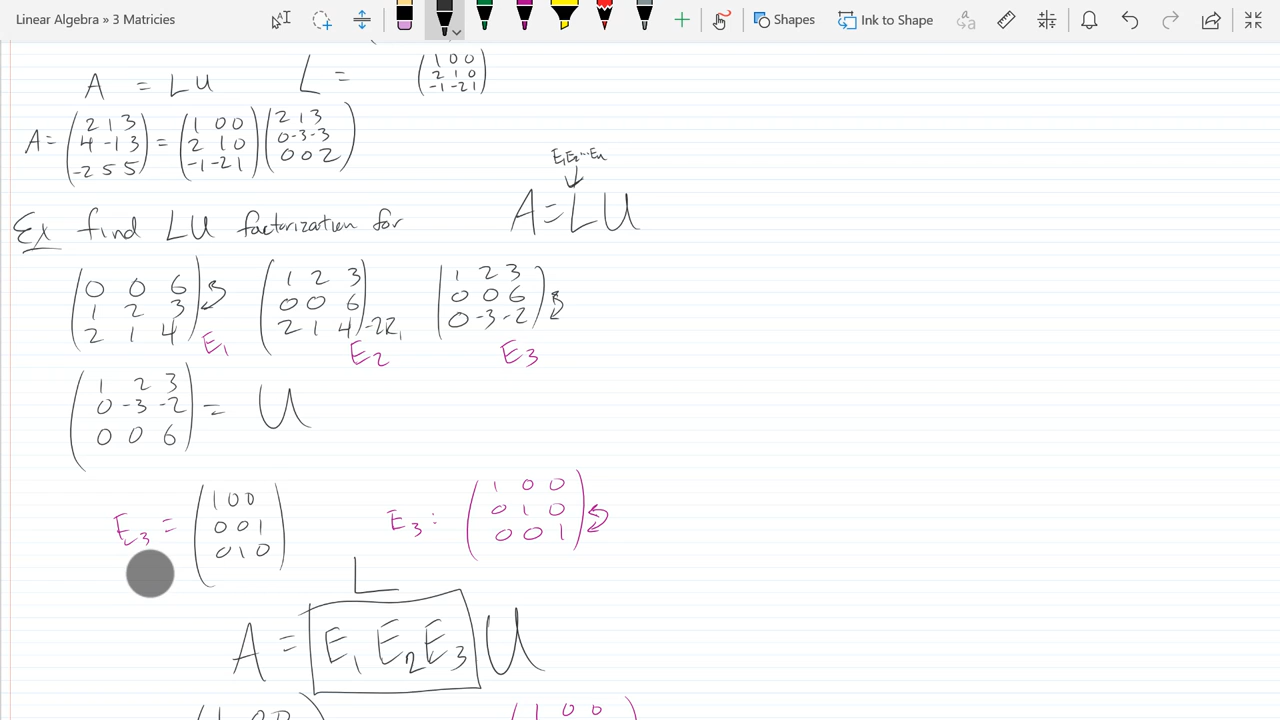 Linear Algebra » 3 Matricies Shapes Ink to Shape
A = LU L = (1 0 0
2 1 0
-1 -2 1)
A = (2 1 3 = (1 0 0 (2 1 3
4 -1 3 2 1 0 0 -3 -3
-2 5 5) -1 -2 1) 0 0 2)
E1E2...En
↓
A = LU
Ex find LU factorization for
(0 0 6 (1 2 3 (1 2 3
1 2 3 0 0 6 0 0 6
2 1 4) 2 1 4) -2R1 0 -3 -2)
E1 E2 E3
(1 2 3
0 -3 -2 = U
0 0 6)
E3 = (1 0 0 E3: (1 0 0
0 0 1 0 1 0
0 1 0) 0 0 1)
L
A = E1 E2 E3 U
(1 0 0 (1 0 0